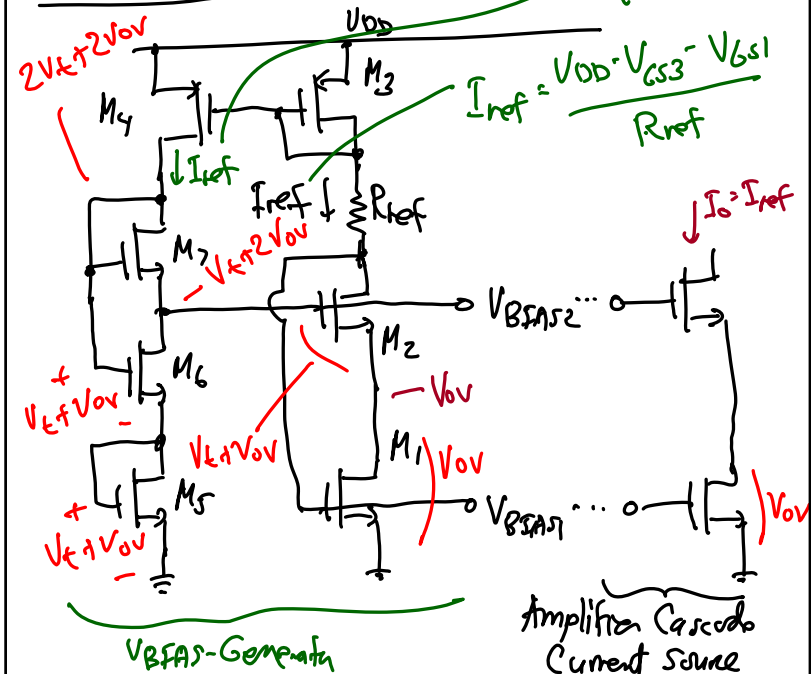 VDD
2Vt+2Vov
M4
M3
Iref = VDD - VGS3 - VGS1
Rref
↓Iref
Iref ↓
Rref
Io=Iref
M7
Vt+2Vov
VBIAS2 ...
M2
M6
+
Vt+Vov
-
Vov
Vt+Vov
M1
Vov
M5
+
Vt+Vov
-
VBIAS1 ...
Vov
VBIAS-Generator
Amplifier Cascode
Current Source